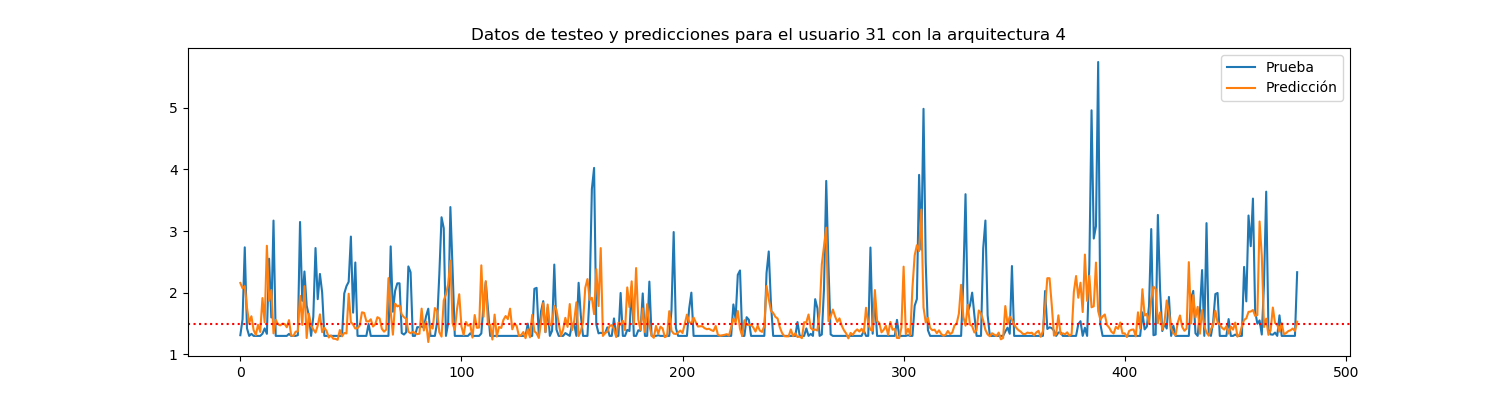 Datos de testeo y predicciones para el usuario 31 con la arquitectura 4
Prueba
Predicción
5
4
3
2
1
0 100 200 300 400 500